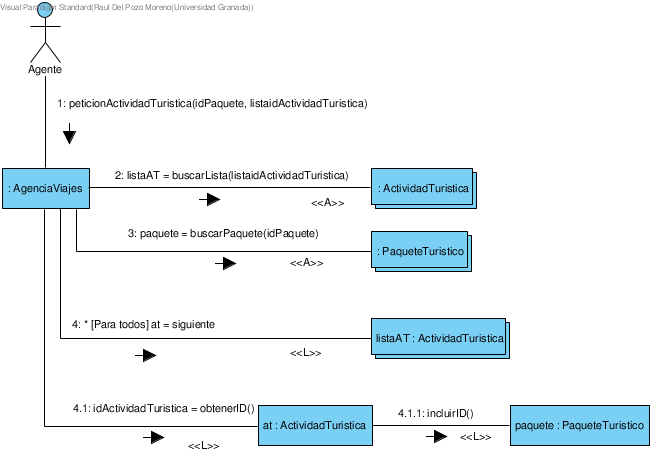 Visual Paradigm Standard(Raul Del Pozo Moreno(Universidad Granada))
Agente
1: peticionActividadTuristica(idPaquete, listaidActividadTuristica)
: AgenciaViajes
2: listaAT = buscarLista(listaidActividadTuristica)
<<A>>
: ActividadTuristica
3: paquete = buscarPaquete(idPaquete)
<<A>>
: PaqueteTuristico
4: * [Para todos] at = siguiente
<<L>>
listaAT : ActividadTuristica
4.1: idActividadTuristica = obtenerID()
<<L>>
at : ActividadTuristica
4.1.1: incluirID()
<<L>>
paquete : PaqueteTuristico